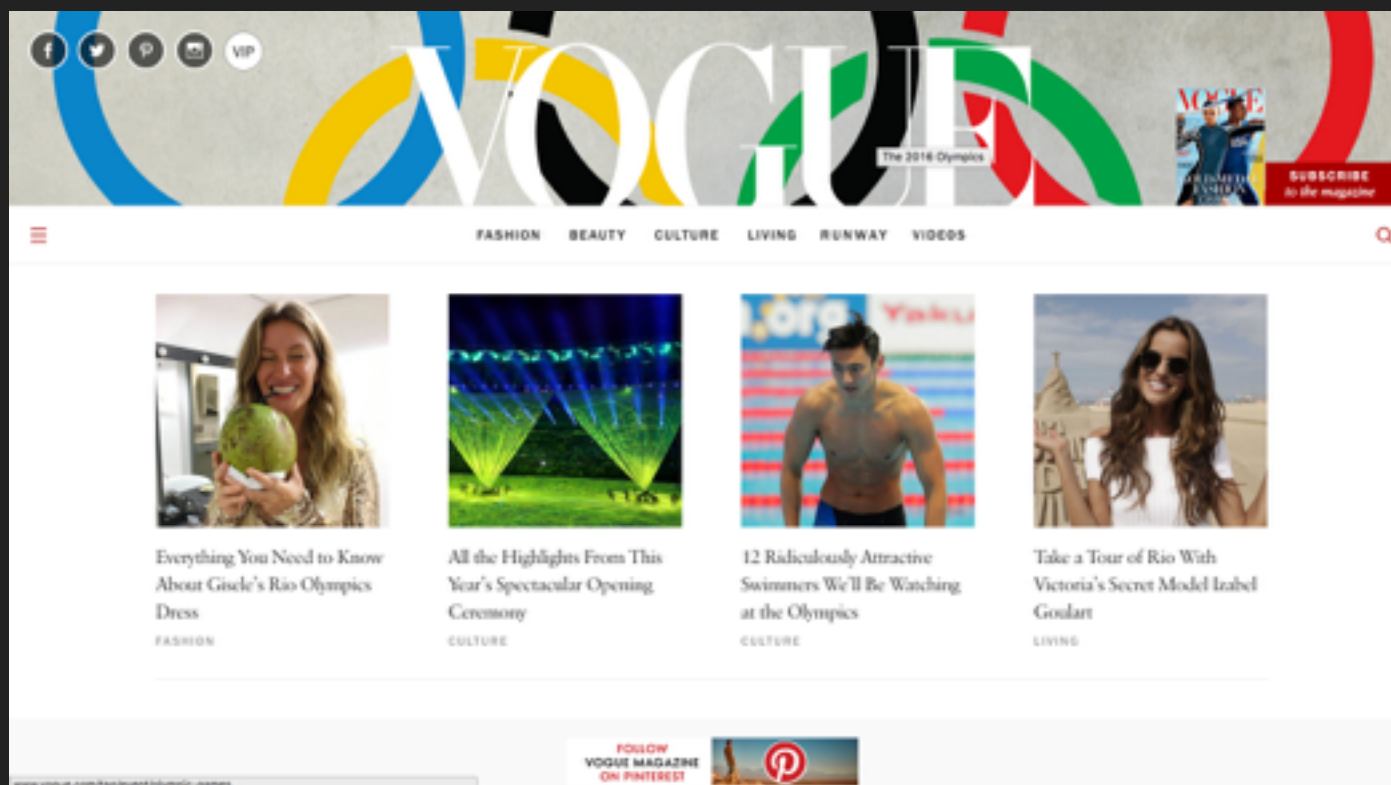 VIP
VOGUE
The 2016 Olympics
VOGUE
SUBSCRIBE
to the magazine
FASHION BEAUTY CULTURE LIVING RUNWAY VIDEOS
.org Yaku
Everything You Need to Know
About Gisele's Rio Olympics
Dress
FASHION
All the Highlights From This
Year's Spectacular Opening
Ceremony
CULTURE
12 Ridiculously Attractive
Swimmers We'll Be Watching
at the Olympics
CULTURE
Take a Tour of Rio With
Victoria's Secret Model Izabel
Goulart
LIVING
FOLLOW
VOGUE MAGAZINE
ON PINTEREST